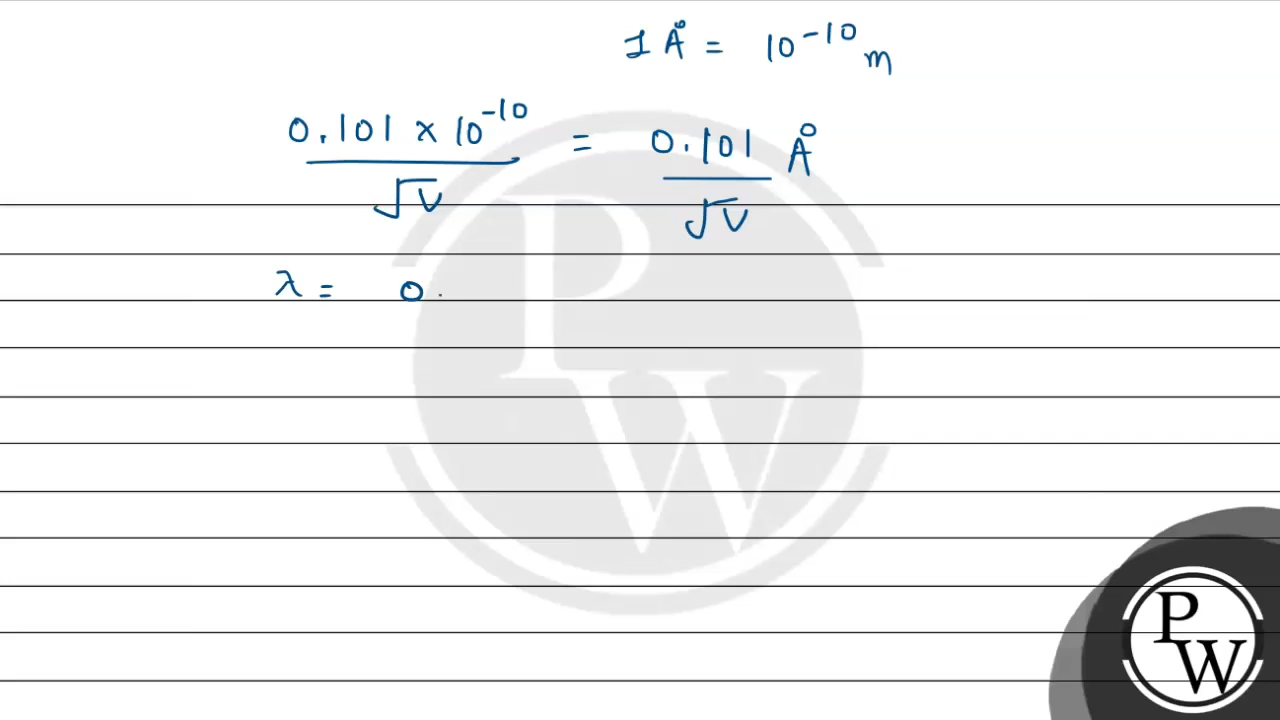 1 Å = 10⁻¹⁰ m
0.101 × 10⁻¹⁰ / √V = 0.101 / √V Å
λ = 0.
P
W
P
W